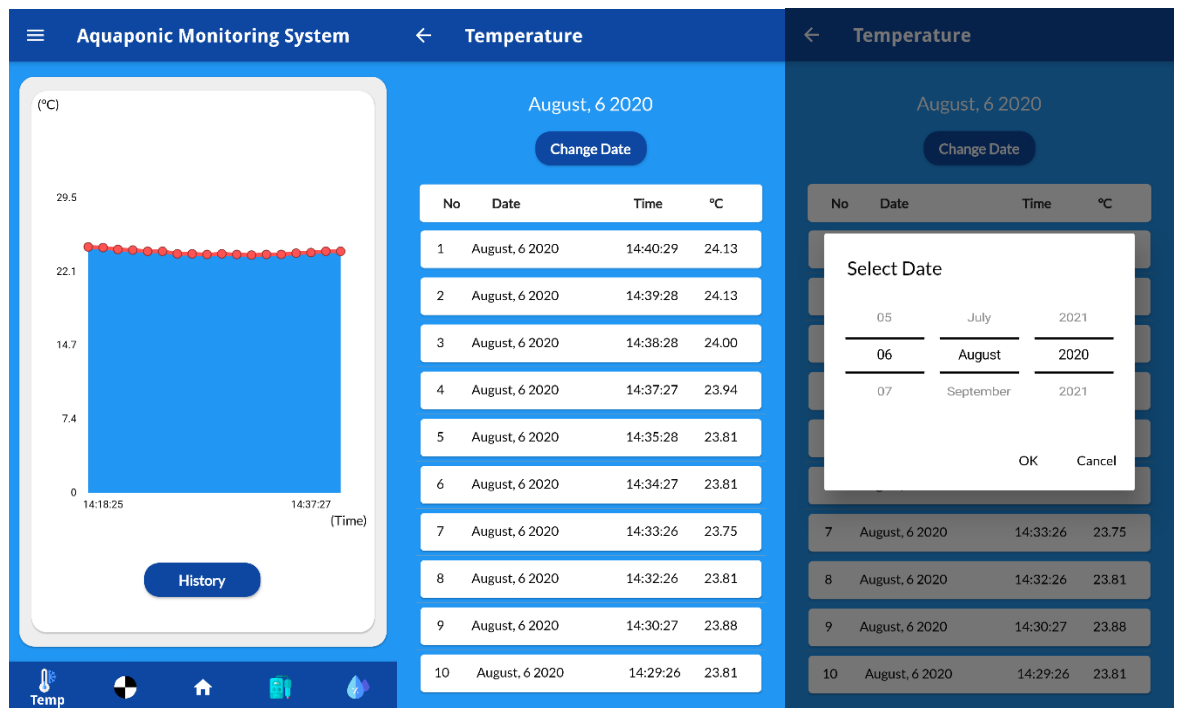 Aquaponic Monitoring System
(°C)
29.5
22.1
14.7
7.4
0
14:18:25 14:37:27
(Time)
History
Temp
Temperature
August, 6 2020
Change Date
No Date Time °C
1 August, 6 2020 14:40:29 24.13
2 August, 6 2020 14:39:28 24.13
3 August, 6 2020 14:38:28 24.00
4 August, 6 2020 14:37:27 23.94
5 August, 6 2020 14:35:28 23.81
6 August, 6 2020 14:34:27 23.81
7 August, 6 2020 14:33:26 23.75
8 August, 6 2020 14:32:26 23.81
9 August, 6 2020 14:30:27 23.88
10 August, 6 2020 14:29:26 23.81
Temperature
August, 6 2020
Change Date
No Date Time °C
Select Date
05 July 2021
06 August 2020
07 September 2021
OK Cancel
7 August, 6 2020 14:33:26 23.75
8 August, 6 2020 14:32:26 23.81
9 August, 6 2020 14:30:27 23.88
10 August, 6 2020 14:29:26 23.81